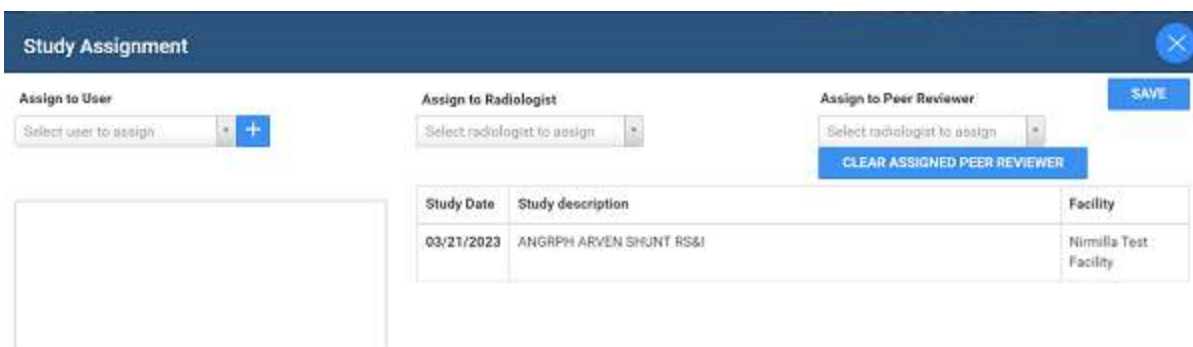 Study Assignment
Assign to User
Assign to Radiologist
Assign to Peer Reviewer
SAVE
Select user to assign
+
Select radiologist to assign
Select radiologist to assign
CLEAR ASSIGNED PEER REVIEWER
Study Date
Study description
Facility
03/21/2023
ANGRPH ARVEN SHUNT RS&I
Nirmilla Test
Facility